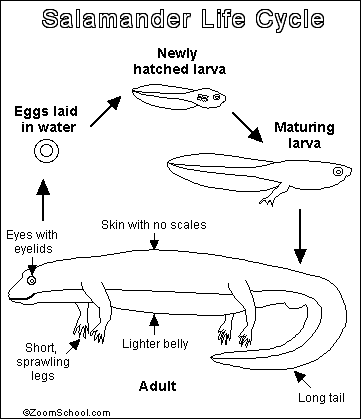 Salamander Life Cycle
Newly
hatched larva
Eggs laid
in water
Maturing
larva
Eyes with
eyelids
Skin with no scales
Short,
sprawling
legs
Lighter belly
Adult
Long tail
©ZoomSchool.com